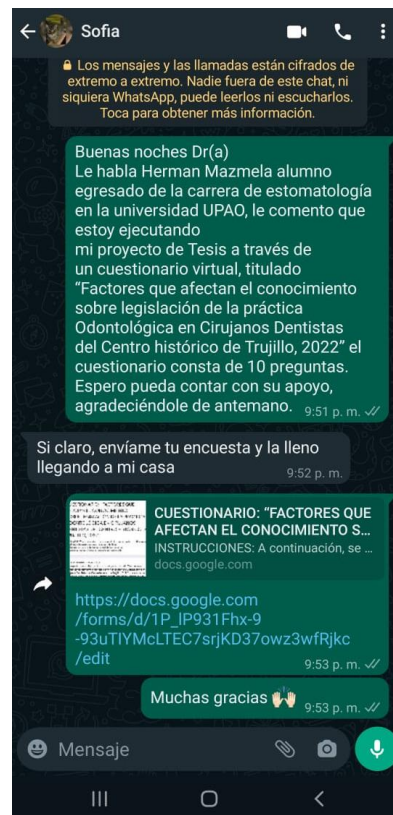 Sofia
Los mensajes y las llamadas están cifrados de
extremo a extremo. Nadie fuera de este chat, ni
siquiera WhatsApp, puede leerlos ni escucharlos.
Toca para obtener más información.
Buenas noches Dr(a)
Le habla Herman Mazmela alumno
egresado de la carrera de estomatología
en la universidad UPAO, le comento que
estoy ejecutando
mi proyecto de Tesis a través de
un cuestionario virtual, titulado
“Factores que afectan el conocimiento
sobre legislación de la práctica
Odontológica en Cirujanos Dentistas
del Centro histórico de Trujillo, 2022” el
cuestionario consta de 10 preguntas.
Espero pueda contar con su apoyo,
agradeciéndole de antemano. 9:51 p. m.
Si claro, envíame tu encuesta y la lleno
llegando a mi casa
9:52 p. m.
CUESTIONARIO: “FACTORES QUE
AFECTAN EL CONOCIMIENTO S...
INSTRUCCIONES: A continuación, se ...
docs.google.com
https://docs.google.com
/forms/d/1P_lP931Fhx-9
-93uTIYMcLTEC7srjKD37owz3wfRjkc
/edit
9:53 p. m.
Muchas gracias 🙌🏻 9:53 p. m.
Mensaje